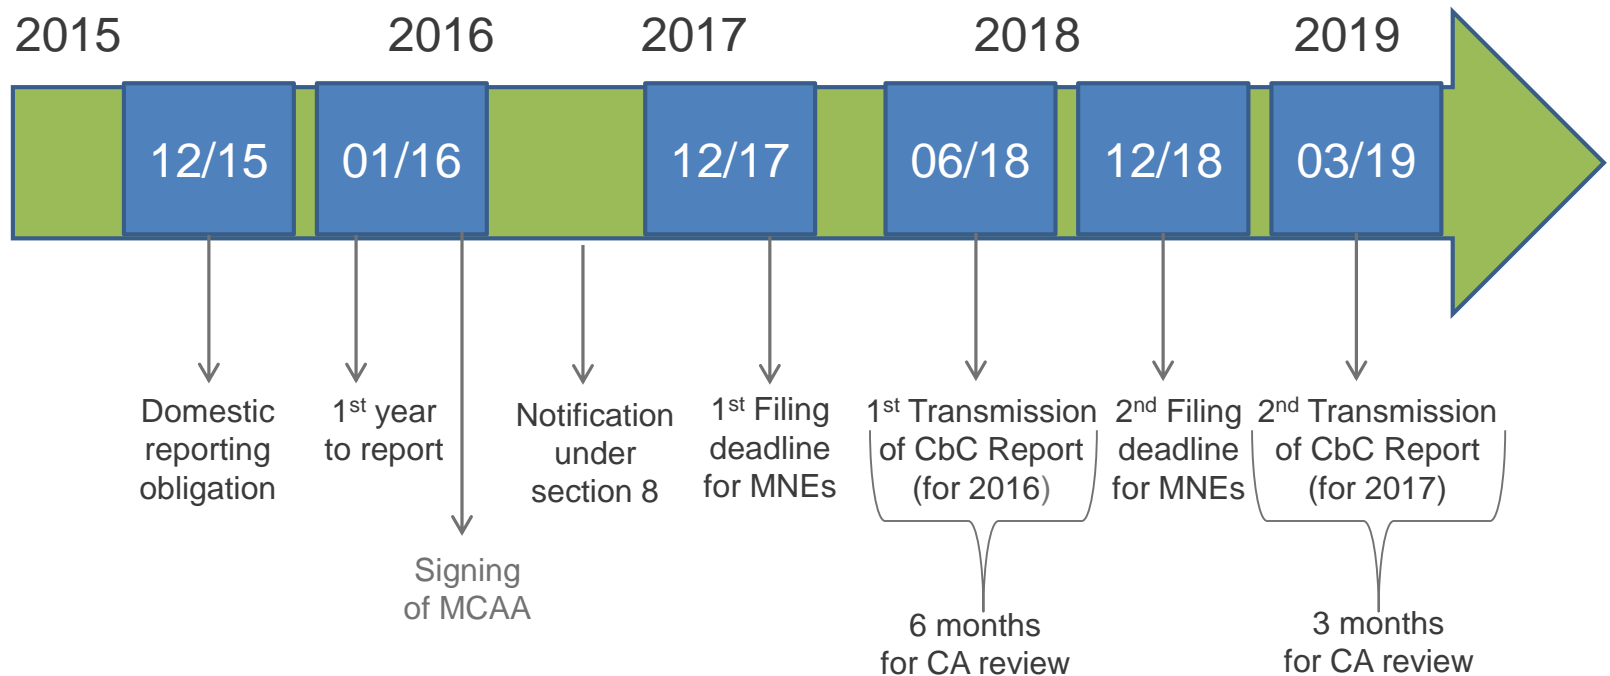 2015
2016
2017
2018
2019
12/15
01/16
12/17
06/18
12/18
03/19
Domestic
reporting
obligation
1st year
to report
Signing
of MCAA
Notification
under
section 8
1st Filing
deadline
for MNEs
1st Transmission
of CbC Report
(for 2016)
6 months
for CA review
2nd Filing
deadline
for MNEs
2nd Transmission
of CbC Report
(for 2017)
3 months
for CA review